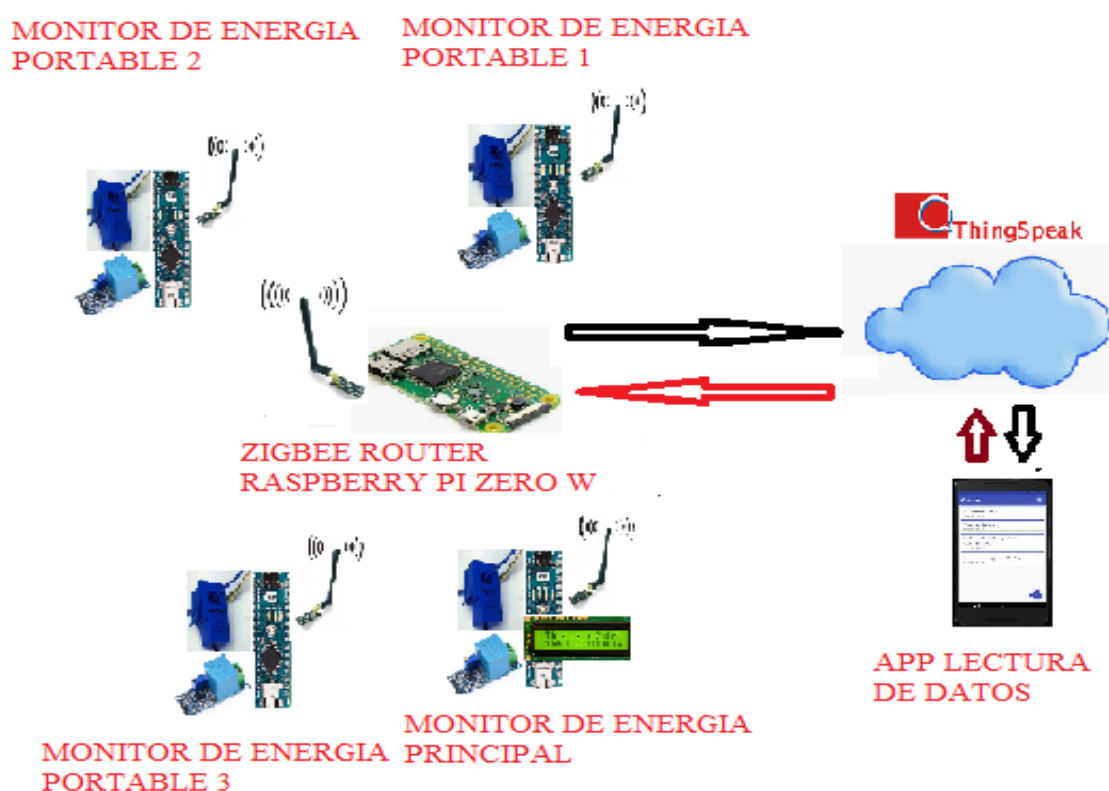 MONITOR DE ENERGIA
PORTABLE 2
MONITOR DE ENERGIA
PORTABLE 1
ThingSpeak
ZIGBEE ROUTER
RASPBERRY PI ZERO W
APP LECTURA
DE DATOS
MONITOR DE ENERGIA
PRINCIPAL
MONITOR DE ENERGIA
PORTABLE 3